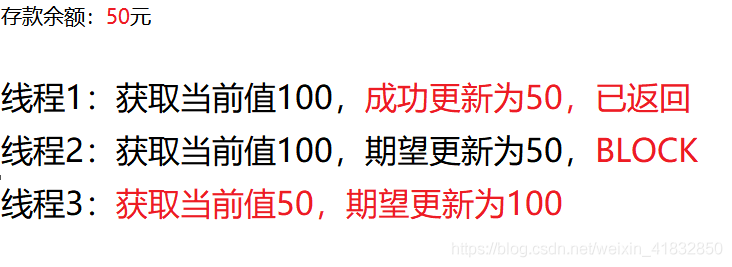 存款余额：50元
线程1：获取当前值100，成功更新为50，已返回
线程2：获取当前值100，期望更新为50，BLOCK
线程3：获取当前值50，期望更新为100
https://blog.csdn.net/weixin_41832850